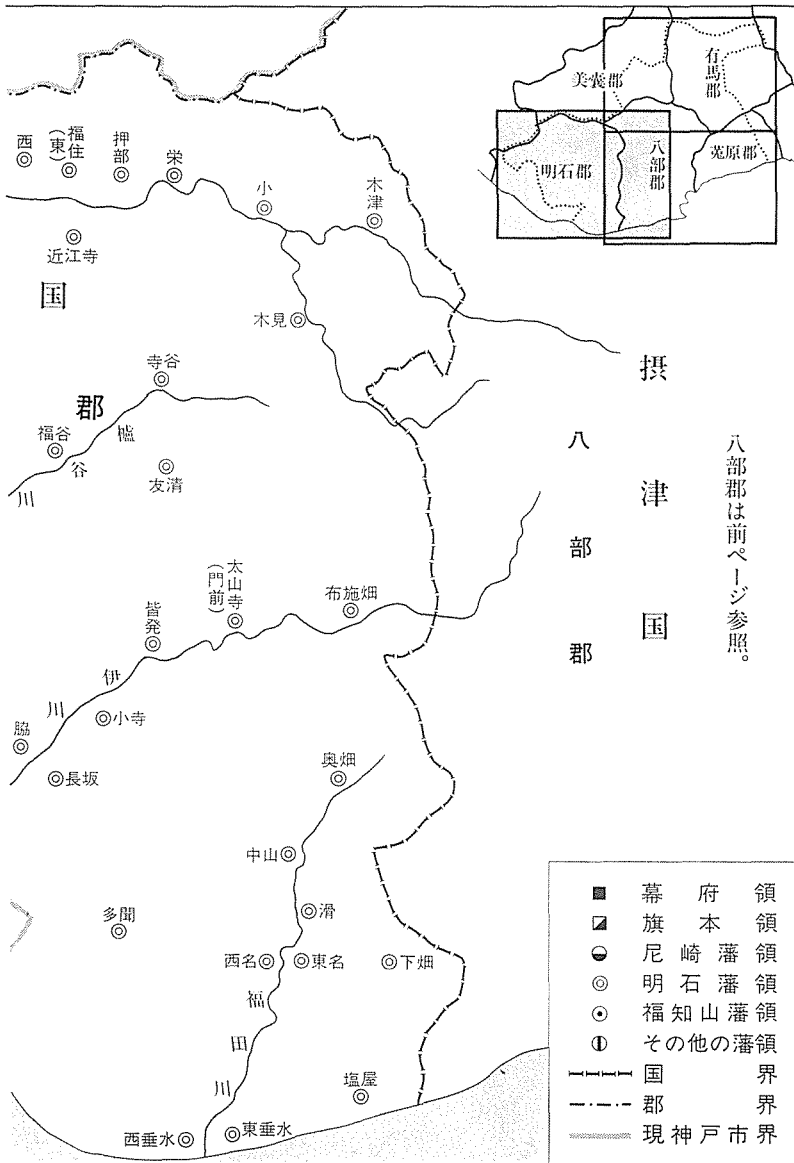 美嚢郡
有馬郡
明石郡
八部郡
莵原郡
西
福住
(東)
押部
栄
小
木津
近江寺
国
木見
寺谷
郡
福谷
櫨谷川
友清
摂津国
八部郡
八部郡は前ページ参照。
太山寺
(門前)
布施畑
皆発
伊川
小寺
脇
長坂
奥畑
中山
多聞
滑
西名
東名
下畑
福田川
塩屋
西垂水
東垂水
幕府領
旗本領
尼崎藩領
明石藩領
福知山藩領
その他の藩領
国界
郡界
現神戸市界